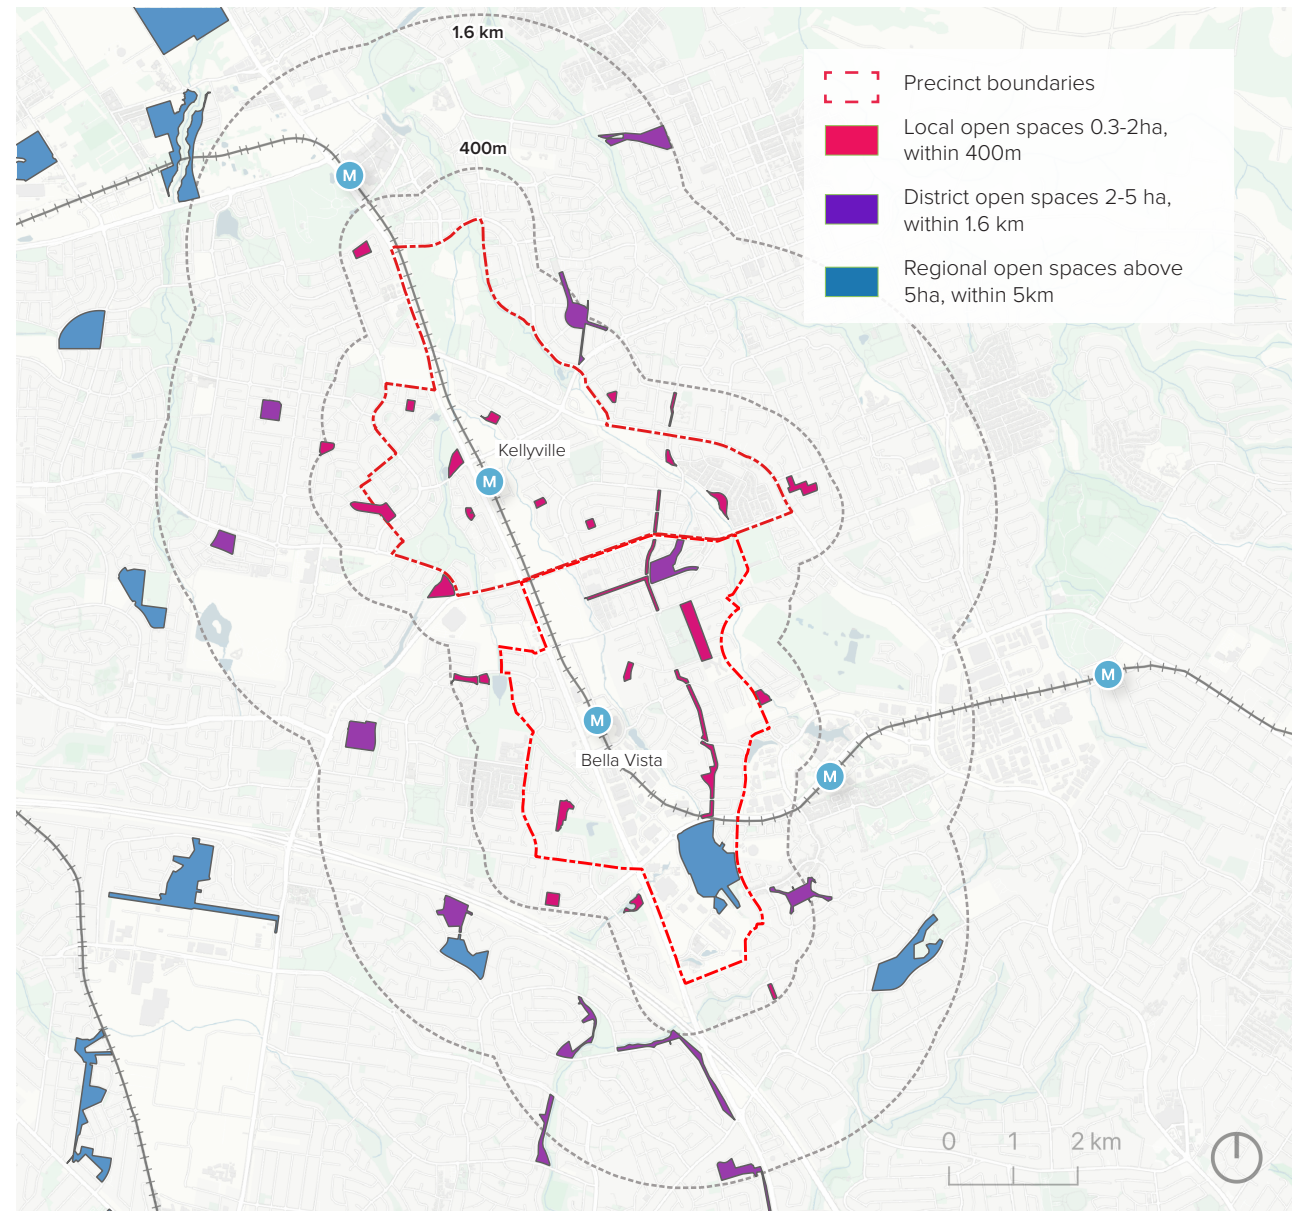 1.6 km
400m
Precinct boundaries
Local open spaces 0.3-2ha,
within 400m
District open spaces 2-5 ha,
within 1.6 km
Regional open spaces above
5ha, within 5km
M
Kellyville
M
M
M
Bella Vista
M
0 1 2 km